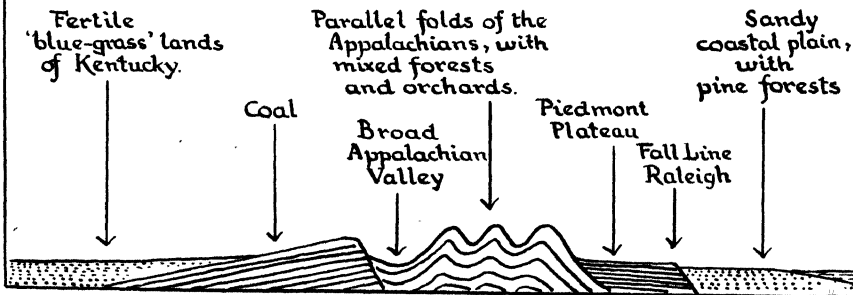 Fertile
'blue-grass' lands
of Kentucky.
Coal
Broad
Appalachian
Valley
Parallel folds of the
Appalachians, with
mixed forests
and orchards.
Piedmont
Plateau
Fall Line
Raleigh
Sandy
coastal plain,
with
pine forests